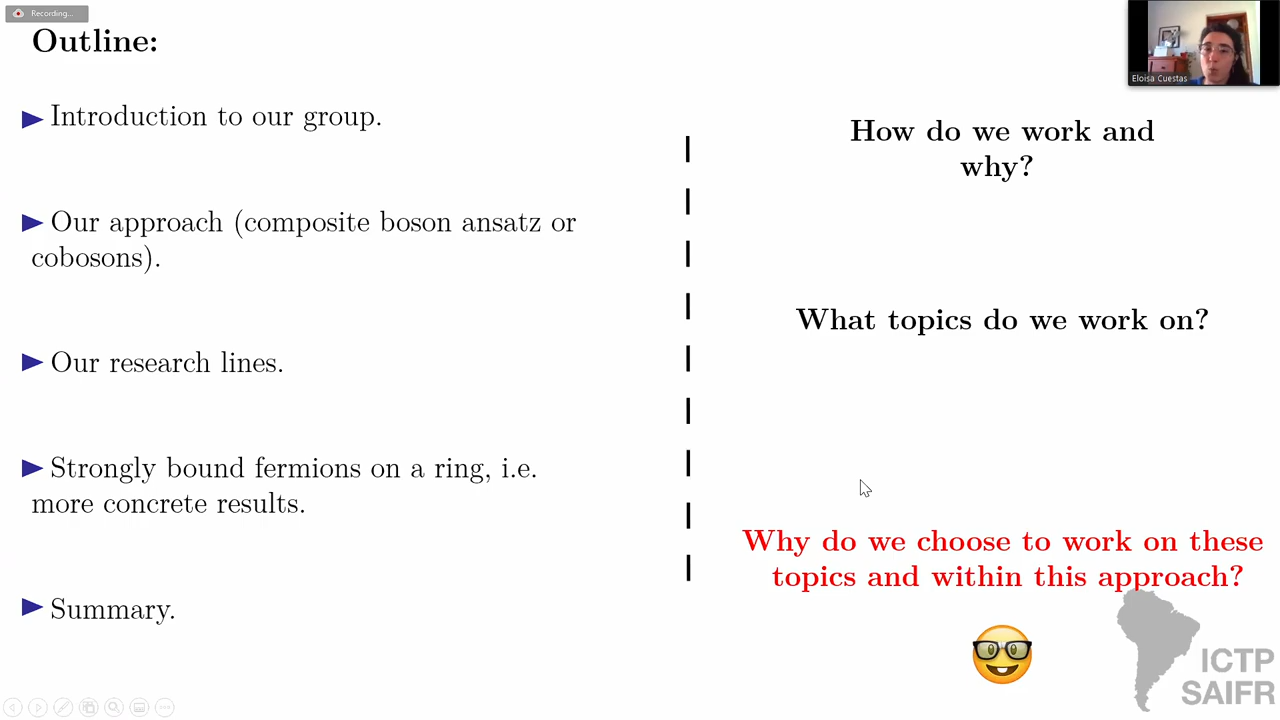 Recording...
Outline:
Introduction to our group.
Our approach (composite boson ansatz or
cobosons).
Our research lines.
Strongly bound fermions on a ring, i.e.
more concrete results.
Summary.
How do we work and
why?
What topics do we work on?
Why do we choose to work on these
topics and within this approach?
Eloisa Cuestas
ICTP
SAIFR